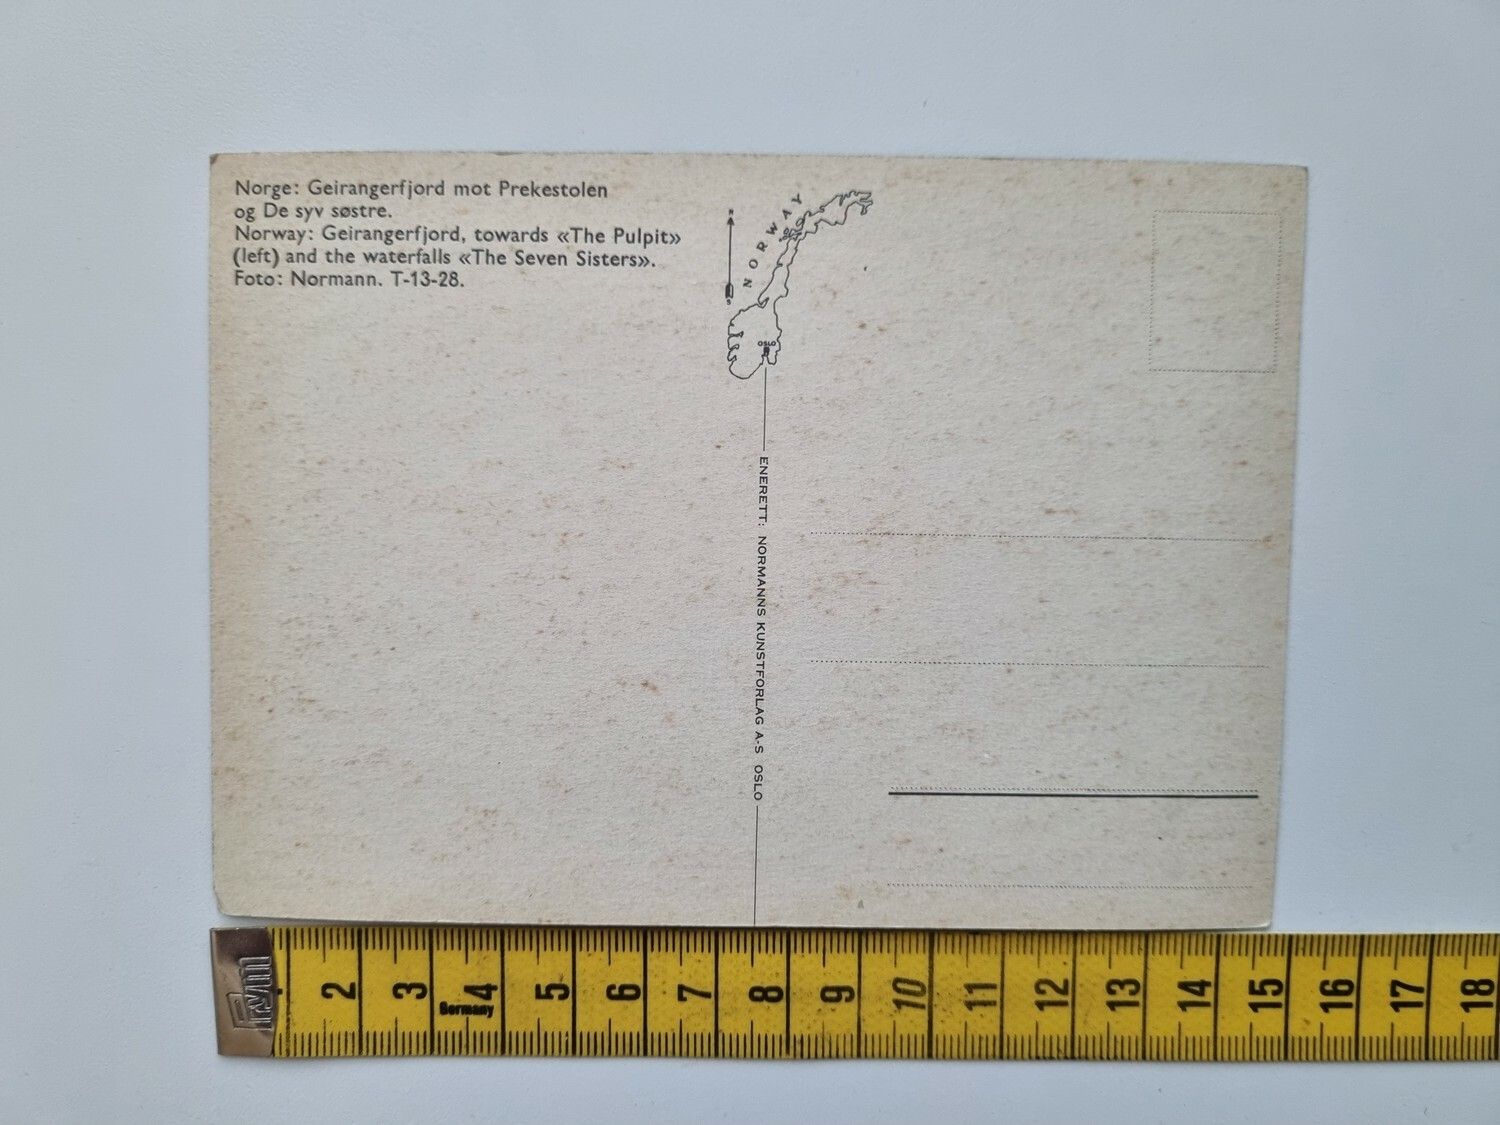 Norge: Geirangerfjord mot Prekestolen
og De syv søstre.
Norway: Geirangerfjord, towards «The Pulpit»
(left) and the waterfalls «The Seven Sisters».
Foto: Normann. T-13-28.
N
S
NORWAY
OSLO
ENERETT: NORMANNS KUNSTFORLAG A-S OSLO
Prym
Germany
2 3 4 5 6 7 8 9 10 11 12 13 14 15 16 17 18